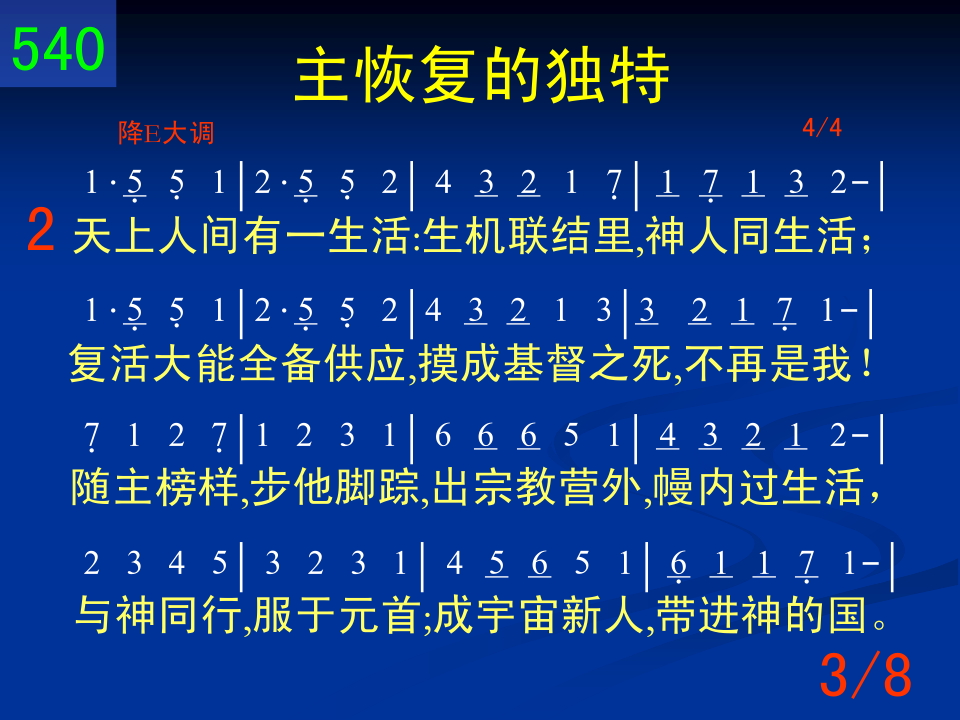 540
主恢复的独特
降E大调 4/4
1·5̣ 5̣ 1|2·5̣ 5̣ 2| 4 3 2 1 7̣| 1 7̣ 1 3 2-|
2 天上人间有一生活:生机联结里,神人同生活；
1·5̣ 5̣ 1|2·5̣ 5̣ 2|4 3 2 1 3|3 2 1 7̣ 1-|
复活大能全备供应,摸成基督之死,不再是我！
7̣ 1 2 7̣|1 2 3 1| 6 6 6 5 1| 4 3 2 1 2-|
随主榜样,步他脚踪,出宗教营外,幔内过生活，
2 3 4 5| 3 2 3 1| 4 5 6 5 1| 6̣ 1 1 7̣ 1-|
与神同行,服于元首;成宇宙新人,带进神的国。
3/8